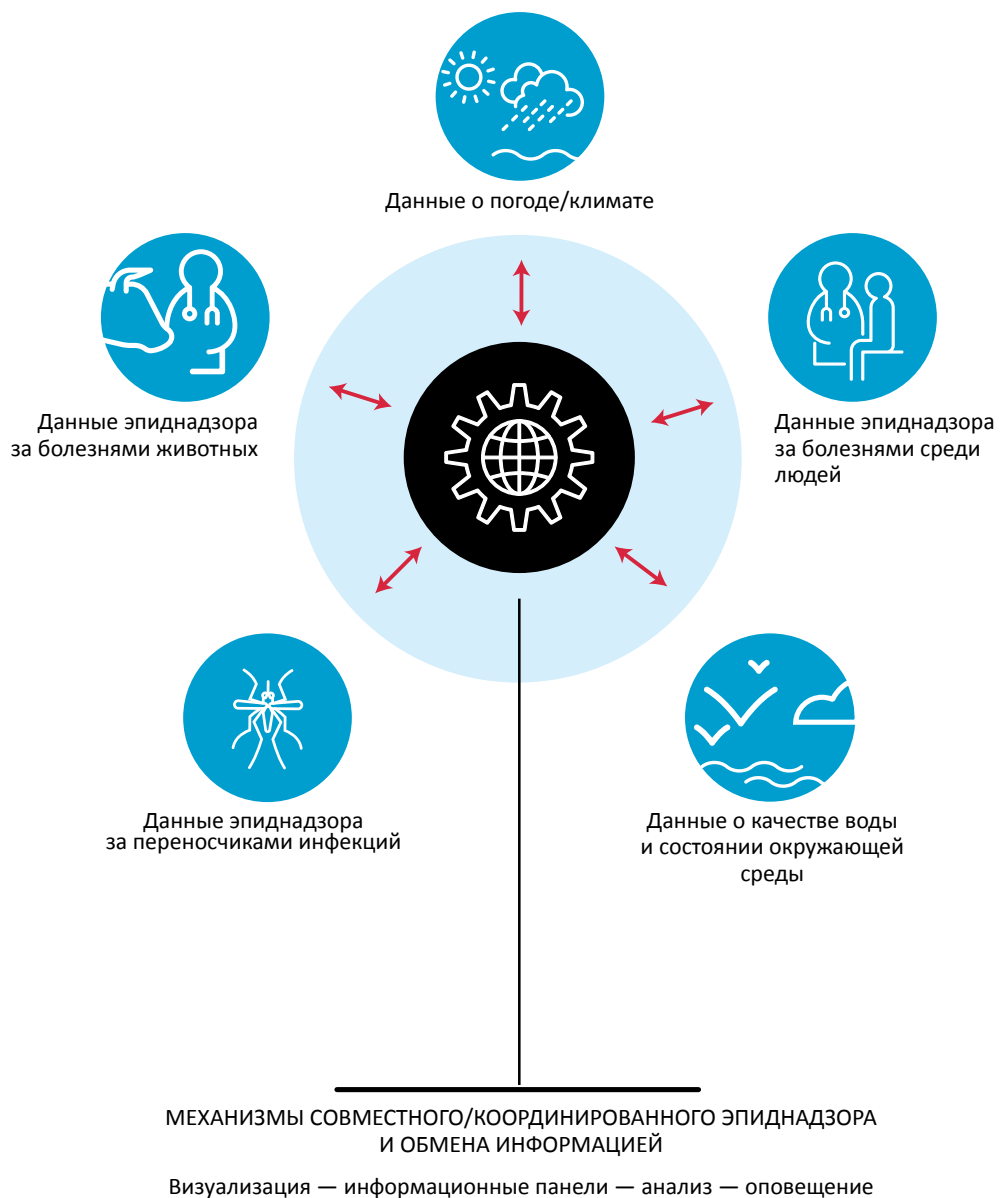 Данные о погоде/климате
Данные эпиднадзора
за болезнями животных
Данные эпиднадзора
за болезнями среди
людей
Данные эпиднадзора
за переносчиками инфекций
Данные о качестве воды
и состоянии окружающей
среды
МЕХАНИЗМЫ СОВМЕСТНОГО/КООРДИНИРОВАННОГО ЭПИДНАДЗОРА
И ОБМЕНА ИНФОРМАЦИЕЙ
Визуализация — информационные панели — анализ — оповещение